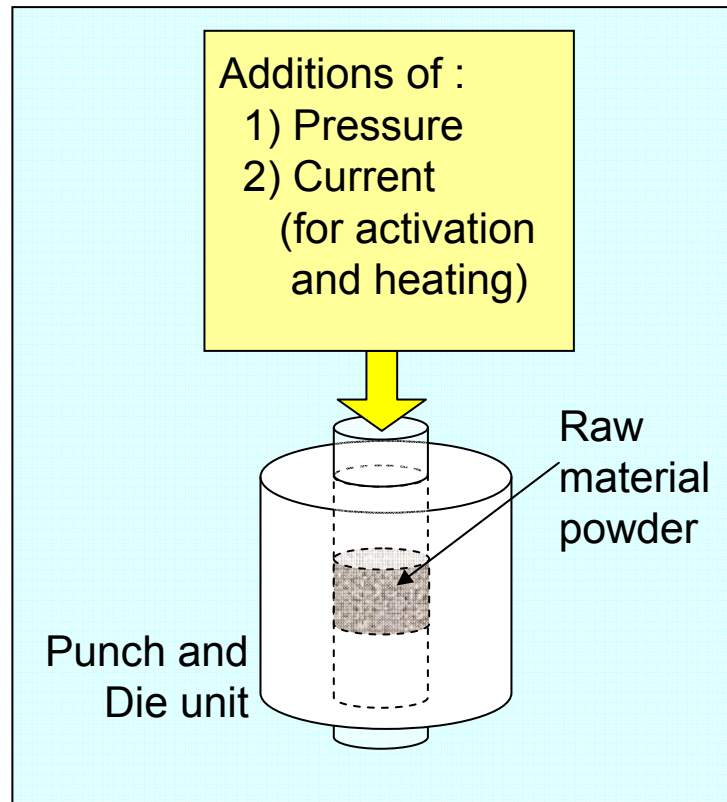 Additions of :
1) Pressure
2) Current
(for activation
and heating)
Raw
material
powder
Punch and
Die unit